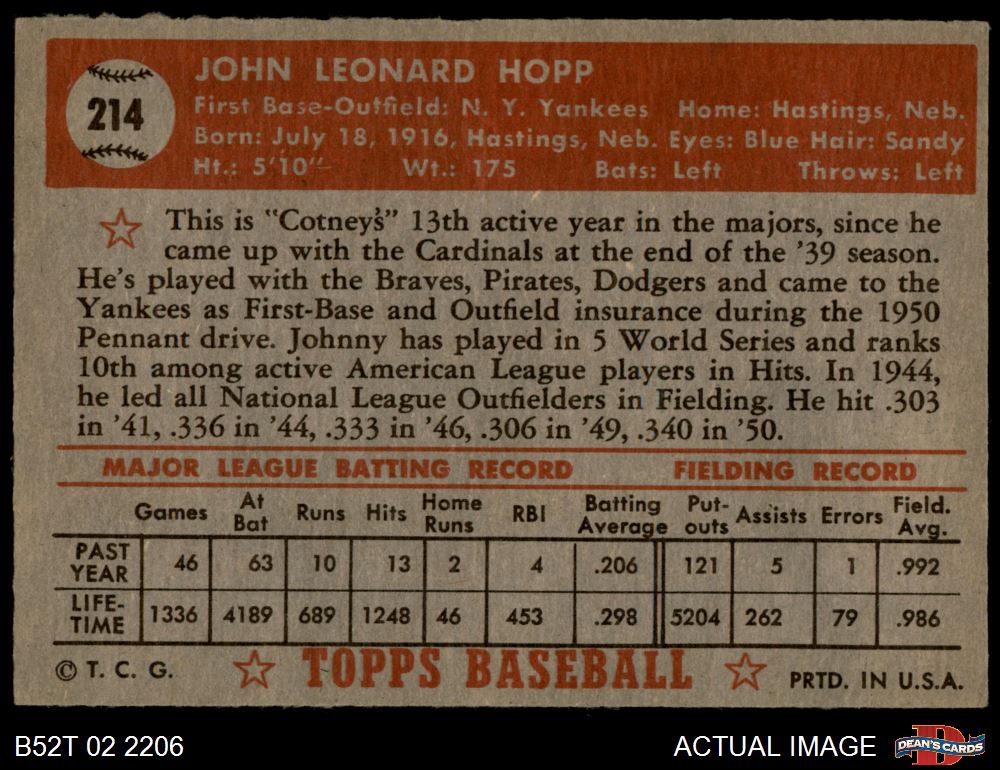 214
JOHN LEONARD HOPP
First Base-Outfield: N. Y. Yankees Home: Hastings, Neb.
Born: July 18, 1916, Hastings, Neb. Eyes: Blue Hair: Sandy
Ht.: 5'10" Wt.: 175 Bats: Left Throws: Left
This is "Cotney's" 13th active year in the majors, since he
came up with the Cardinals at the end of the '39 season.
He's played with the Braves, Pirates, Dodgers and came to the
Yankees as First-Base and Outfield insurance during the 1950
Pennant drive. Johnny has played in 5 World Series and ranks
10th among active American League players in Hits. In 1944,
he led all National League Outfielders in Fielding. He hit .303
in '41, .336 in '44, .333 in '46, .306 in '49, .340 in '50.
MAJOR LEAGUE BATTING RECORD FIELDING RECORD
Games At Bat Runs Hits Home Runs RBI Batting Average Put-outs Assists Errors Field. Avg.
PAST YEAR 46 63 10 13 2 4 .206 121 5 1 .992
LIFE-TIME 1336 4189 689 1248 46 453 .298 5204 262 79 .986
© T. C. G. TOPPS BASEBALL PRTD. IN U.S.A.
B52T 02 2206 ACTUAL IMAGE D DEAN'S CARDS